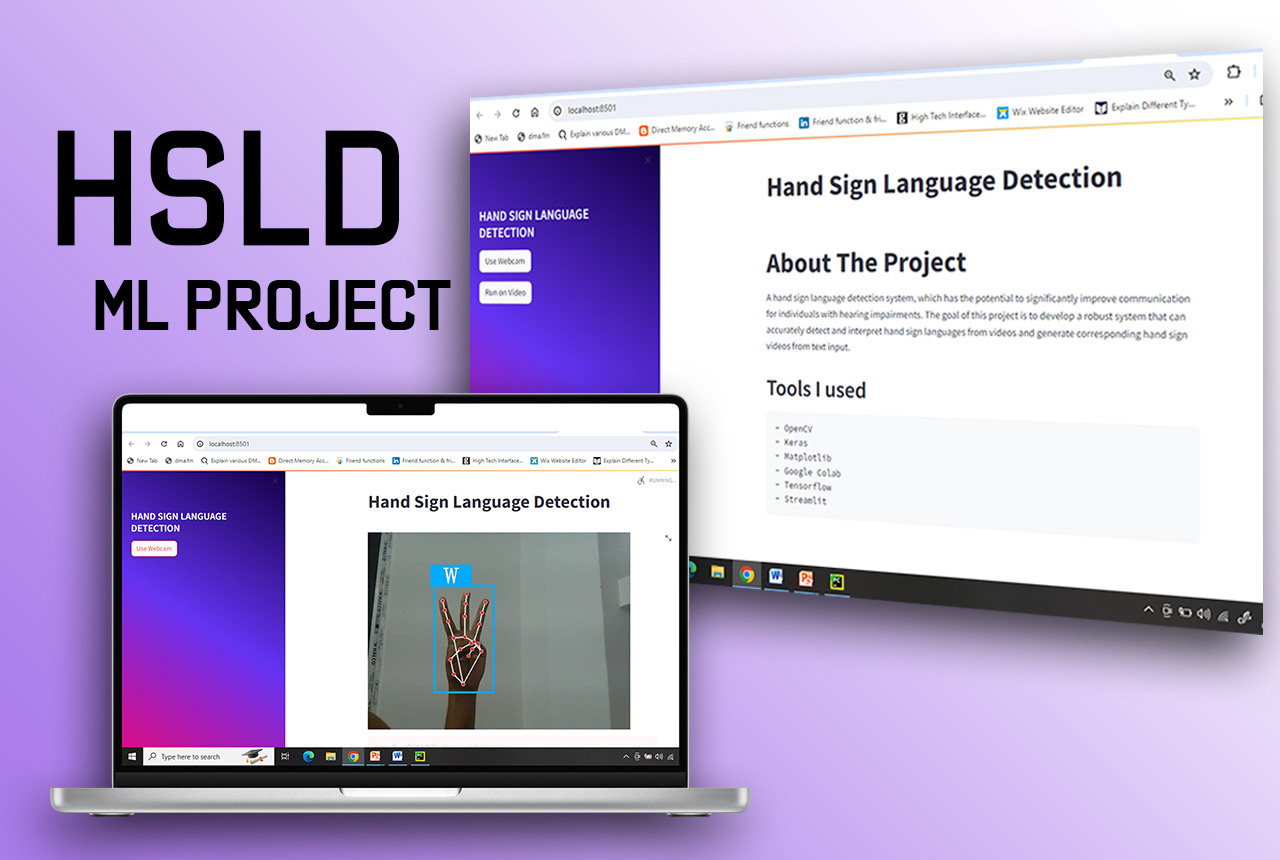 HSLD
ML PROJECT
localhost:8501
New Tab
dma.fm
Explain various DM...
Direct Memory Acc...
Friend functions
Friend function & fri...
High Tech Interface...
Wix Website Editor
Explain Different Ty...
»
HAND SIGN LANGUAGE
DETECTION
Use Webcam
Run on Video
Hand Sign Language Detection
About The Project
A hand sign language detection system, which has the potential to significantly improve communication
for individuals with hearing impairments. The goal of this project is to develop a robust system that can
accurately detect and interpret hand sign languages from videos and generate corresponding hand sign
videos from text input.
Tools I used
- OpenCV
- Keras
- Matplotlib
- Google Colab
- Tensorflow
- Streamlit
localhost:8501
New Tab
dma.fm
Explain various DM...
Direct Memory Acc...
Friend functions
Friend function & fri...
High Tech Interface...
Wix Website Editor
Explain Different Ty...
»
RUNNING...
HAND SIGN LANGUAGE
DETECTION
Use Webcam
Hand Sign Language Detection
W
Type here to search